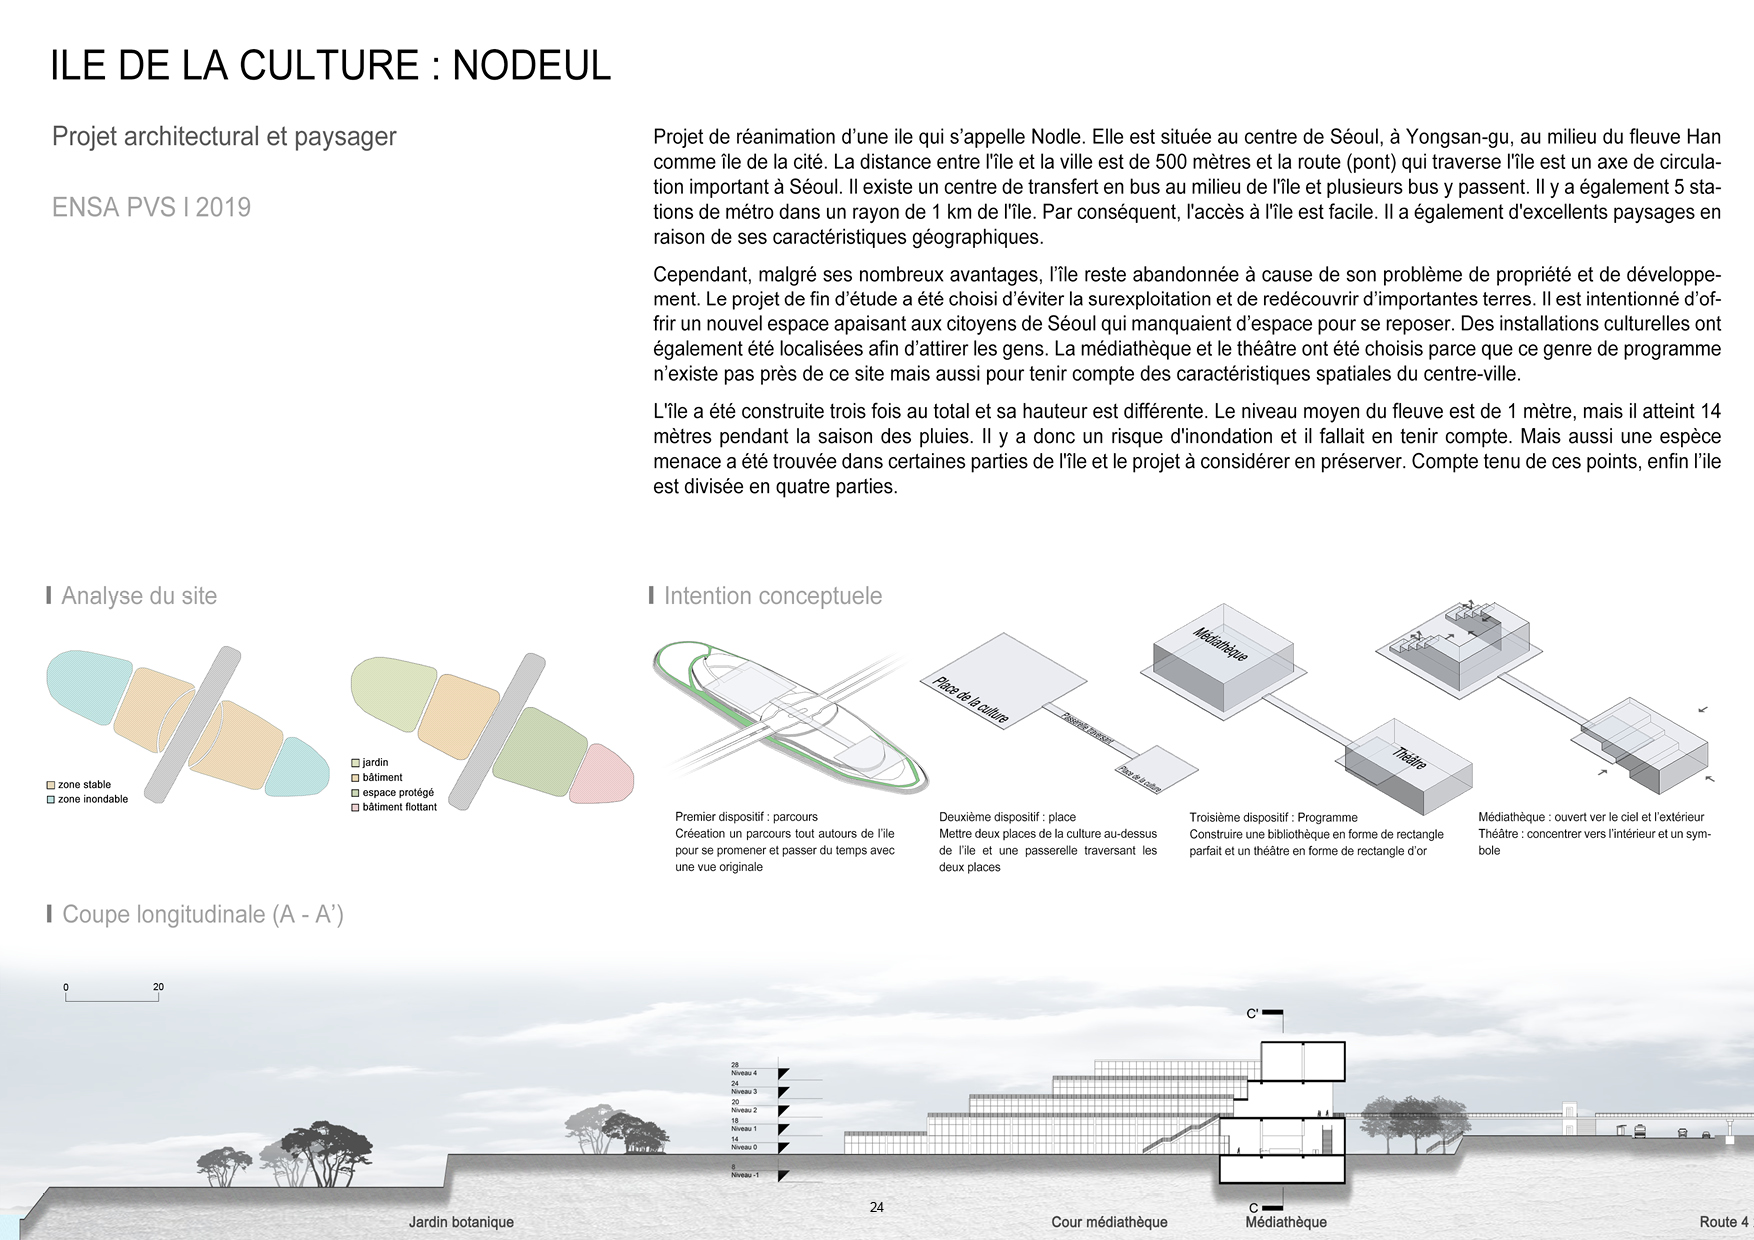 ILE DE LA CULTURE : NODEUL
Projet architectural et paysager
ENSA PVS I 2019
Projet de réanimation d’une ile qui s’appelle Nodle. Elle est située au centre de Séoul, à Yongsan-gu, au milieu du fleuve Han
comme île de la cité. La distance entre l'île et la ville est de 500 mètres et la route (pont) qui traverse l'île est un axe de circula-
tion important à Séoul. Il existe un centre de transfert en bus au milieu de l'île et plusieurs bus y passent. Il y a également 5 sta-
tions de métro dans un rayon de 1 km de l'île. Par conséquent, l'accès à l'île est facile. Il a également d'excellents paysages en
raison de ses caractéristiques géographiques.
Cependant, malgré ses nombreux avantages, l’île reste abandonnée à cause de son problème de propriété et de développe-
ment. Le projet de fin d’étude a été choisi d’éviter la surexploitation et de redécouvrir d’importantes terres. Il est intentionné d’of-
frir un nouvel espace apaisant aux citoyens de Séoul qui manquaient d’espace pour se reposer. Des installations culturelles ont
également été localisées afin d’attirer les gens. La médiathèque et le théâtre ont été choisis parce que ce genre de programme
n’existe pas près de ce site mais aussi pour tenir compte des caractéristiques spatiales du centre-ville.
L'île a été construite trois fois au total et sa hauteur est différente. Le niveau moyen du fleuve est de 1 mètre, mais il atteint 14
mètres pendant la saison des pluies. Il y a donc un risque d'inondation et il fallait en tenir compte. Mais aussi une espèce
menace a été trouvée dans certaines parties de l'île et le projet à considérer en préserver. Compte tenu de ces points, enfin l’ile
est divisée en quatre parties.
Analyse du site
zone stable
zone inondable
jardin
bâtiment
espace protégé
bâtiment flottant
Intention conceptuele
Place de la culture
Passerelle traversant
Place de la culture
Médiathèque
Théâtre
Premier dispositif : parcours
Créeation un parcours tout autours de l’ile
pour se promener et passer du temps avec
une vue originale
Deuxième dispositif : place
Mettre deux places de la culture au-dessus
de l’ile et une passerelle traversant les
deux places
Troisième dispositif : Programme
Construire une bibliothèque en forme de rectangle
parfait et un théâtre en forme de rectangle d’or
Médiathèque : ouvert ver le ciel et l’extérieur
Théâtre : concentrer vers l’intérieur et un sym-
bole
Coupe longitudinale (A - A’)
0 20
28
Niveau 4
24
Niveau 3
20
Niveau 2
18
Niveau 1
14
Niveau 0
8
Niveau -1
C'
C
24
Jardin botanique
Cour médiathèque
Médiathèque
Route 4